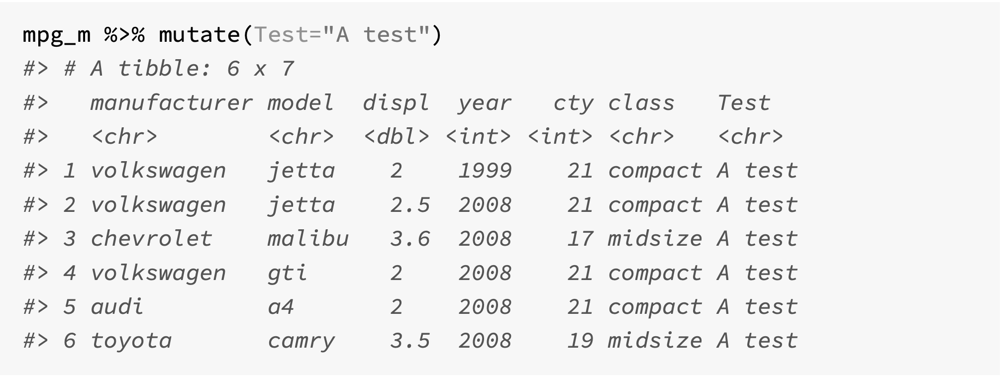 mpg_m %>% mutate(Test="A test")
#> # A tibble: 6 x 7
#>   manufacturer model  displ  year   cty class   Test
#>   <chr>        <chr>  <dbl> <int> <int> <chr>   <chr>
#> 1 volkswagen   jetta    2    1999    21 compact A test
#> 2 volkswagen   jetta    2.5  2008    21 compact A test
#> 3 chevrolet    malibu   3.6  2008    17 midsize A test
#> 4 volkswagen   gti      2    2008    21 compact A test
#> 5 audi         a4       2    2008    21 compact A test
#> 6 toyota       camry    3.5  2008    19 midsize A test